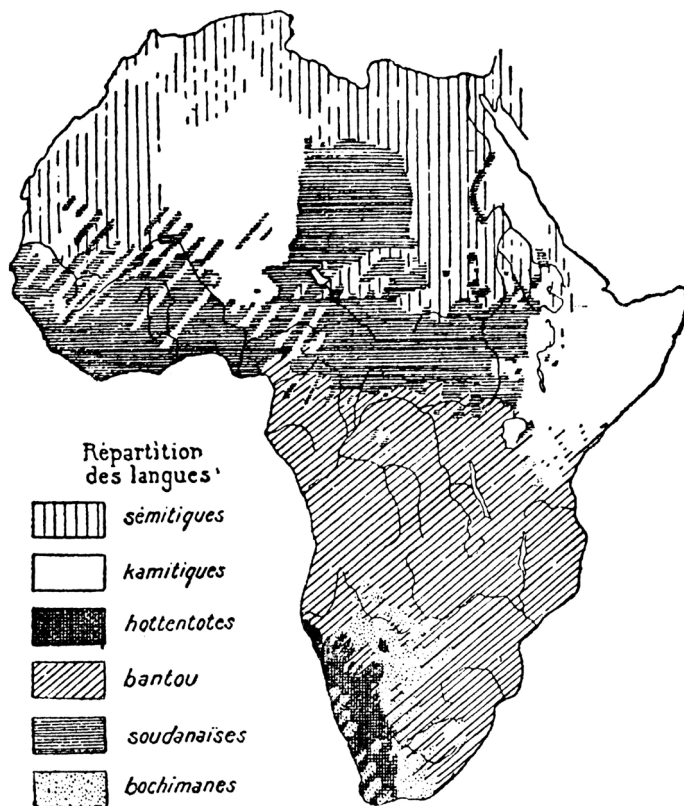 Répartition
des langues
sémitiques
kamitiques
hottentotes
bantou
soudanaïses
bochimanes